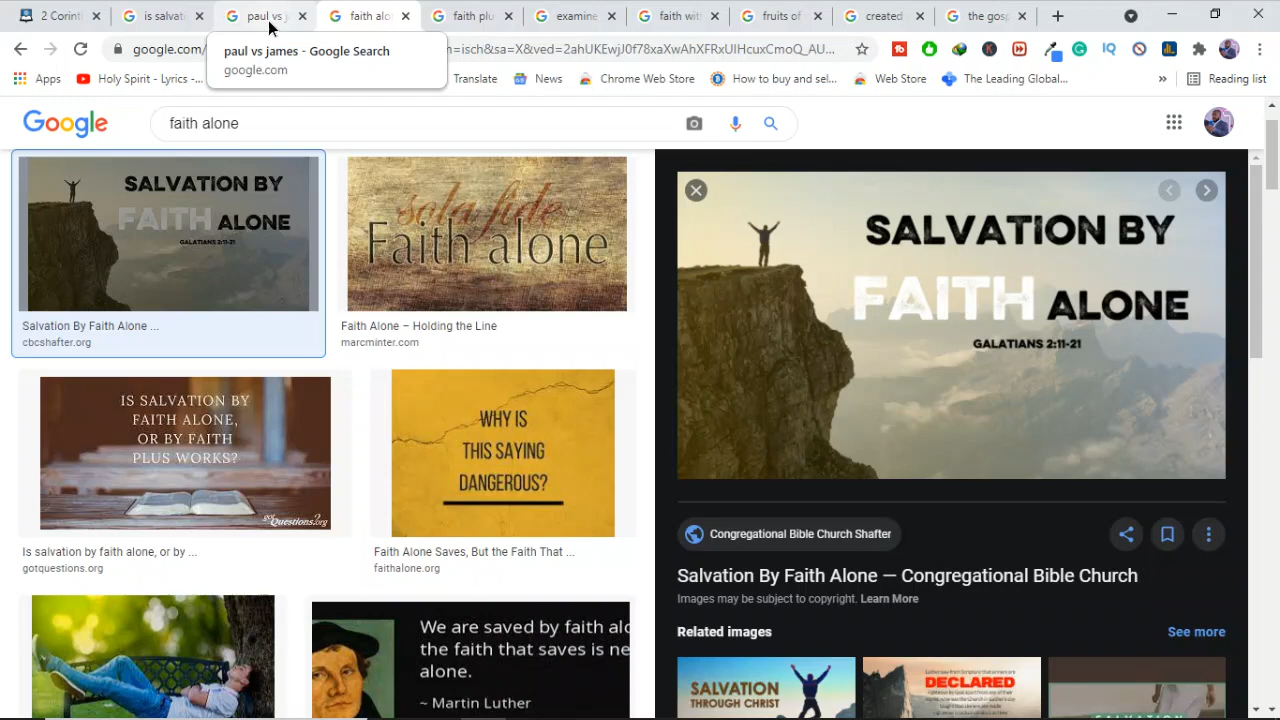 2 Corint
is salvat
paul vs j
faith alon
faith plu
examine
faith wit
fruits of
created
the gosp
google.com/
=isch&sa=X&ved=2ahUKEwjJ0f78xaXwAhXFRxUIHcuxCmoQ_AU...
paul vs james - Google Search
google.com
Apps
Holy Spirit - Lyrics -...
Translate
News
Chrome Web Store
How to buy and sel...
Web Store
The Leading Global...
»
Reading list
Google
faith alone
SALVATION BY
FAITH ALONE
GALATIANS 2:11-21
Salvation By Faith Alone ...
cbcshafter.org
sola fide
Faith alone
Faith Alone – Holding the Line
marcminter.com
IS SALVATION BY
FAITH ALONE,
OR BY FAITH
PLUS WORKS?
gotQuestions.org
Is salvation by faith alone, or by ...
gotquestions.org
WHY IS
THIS SAYING
DANGEROUS?
Faith Alone Saves, But the Faith That ...
faithalone.org
We are saved by faith alo
the faith that saves is ne
alone.
~ Martin Luther
SALVATION BY
FAITH ALONE
GALATIANS 2:11-21
Congregational Bible Church Shafter
Salvation By Faith Alone — Congregational Bible Church
Images may be subject to copyright. Learn More
Related images
See more
SALVATION
THROUGH CHRIST
DECLARED